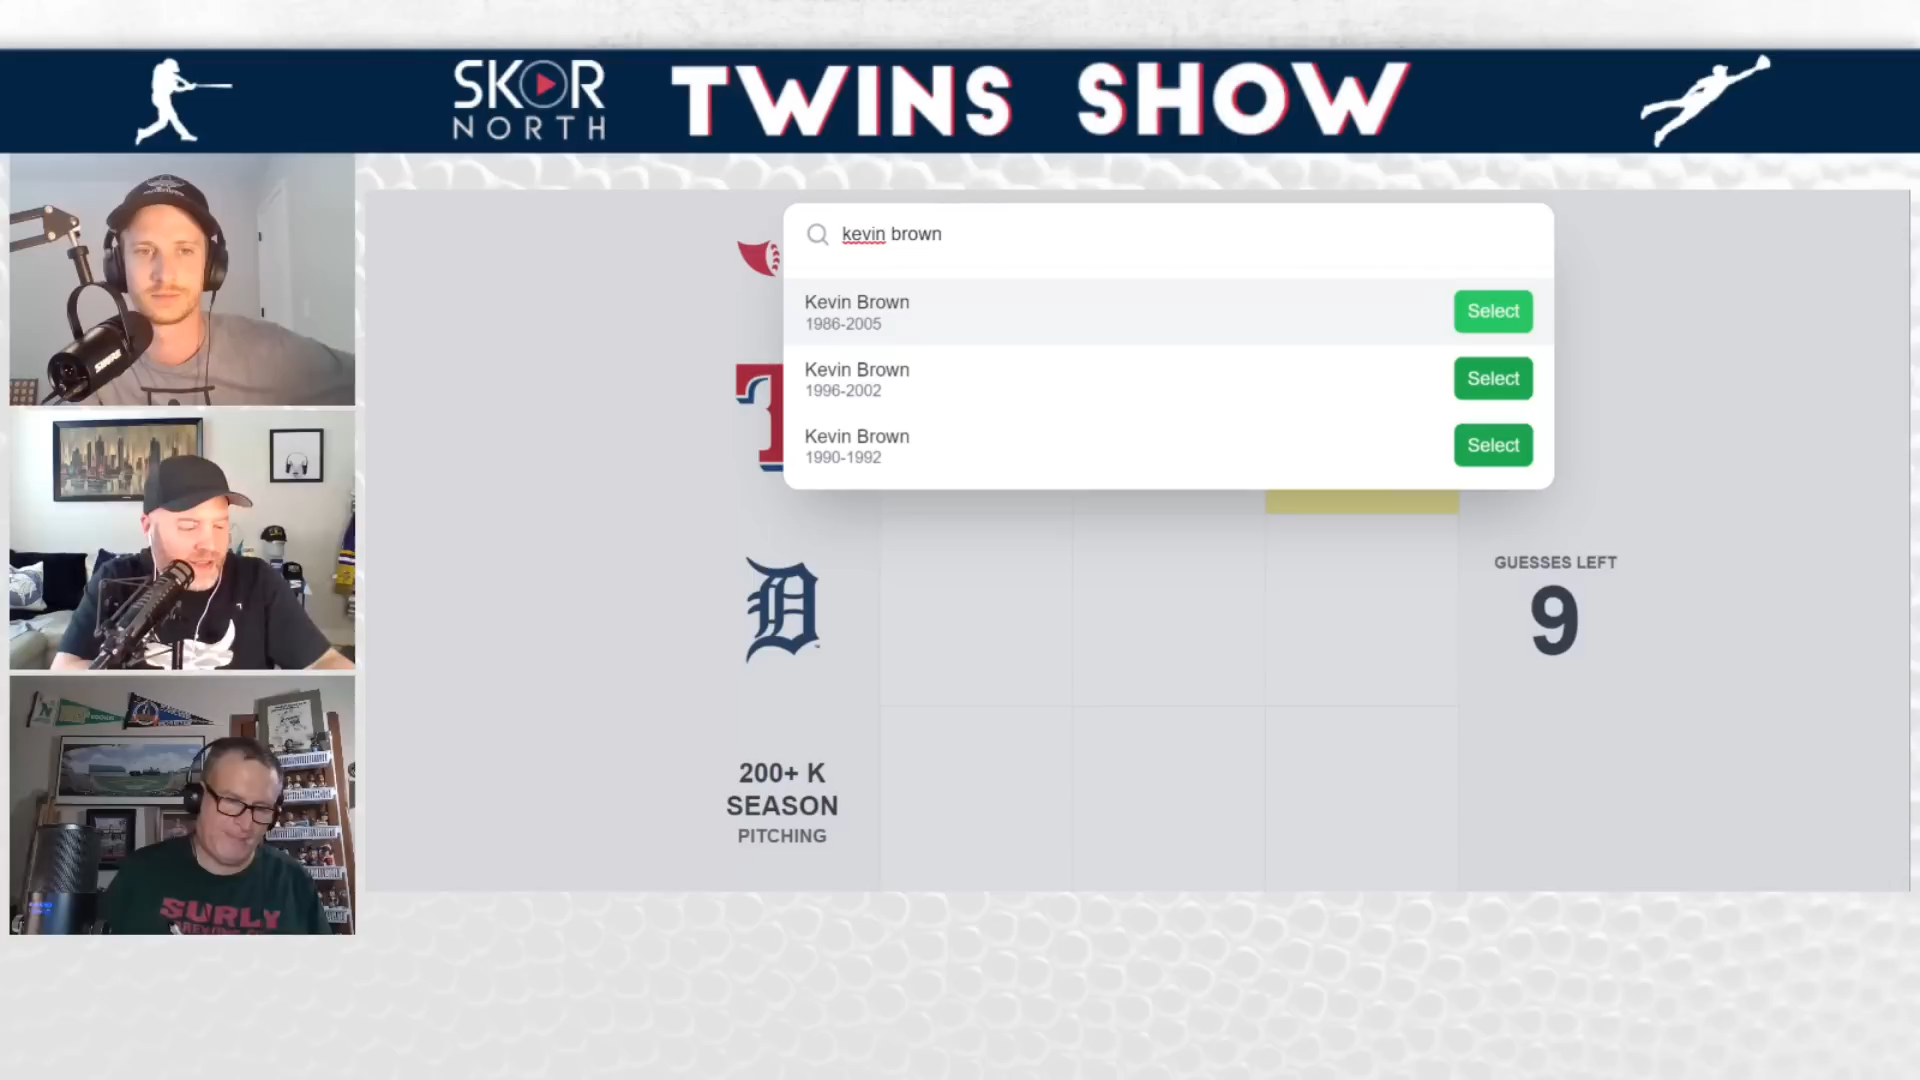 SKOR
NORTH
TWINS SHOW
kevin brown
Kevin Brown
1986-2005
Select
Kevin Brown
1996-2002
Select
Kevin Brown
1990-1992
Select
GUESSES LEFT
9
200+ K
SEASON
PITCHING
SURLY